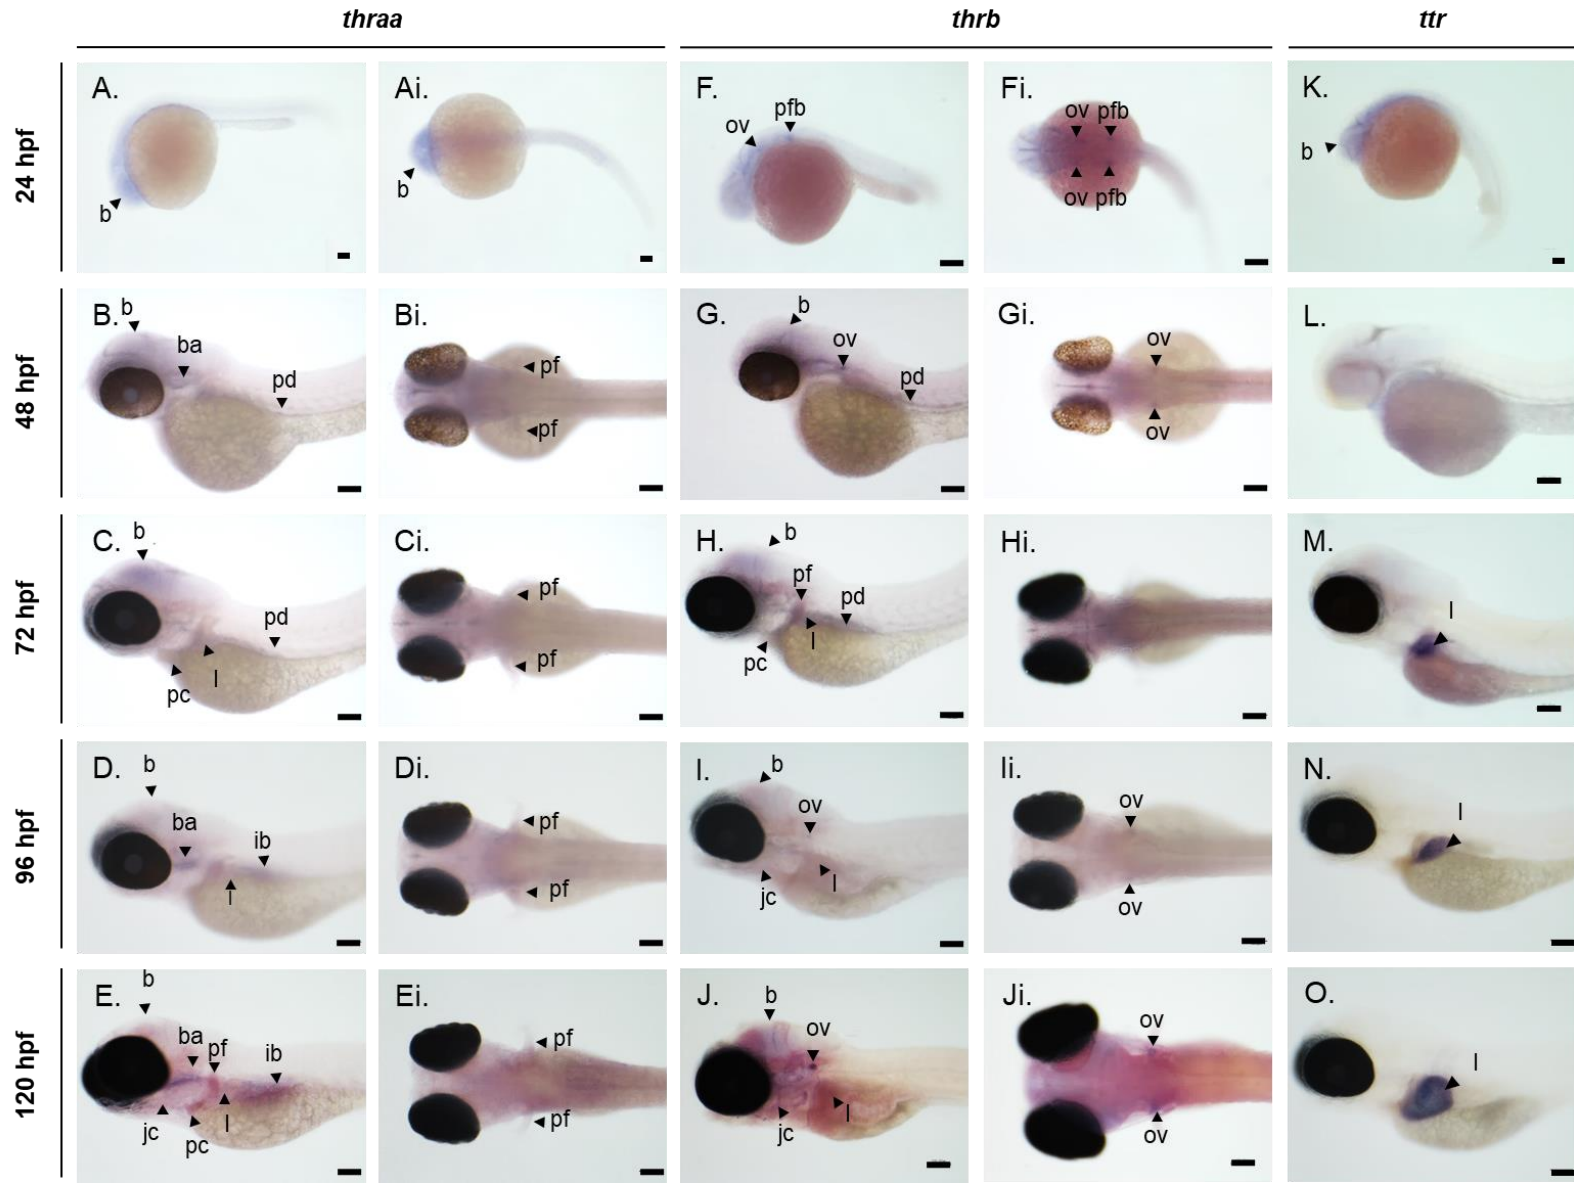 thraa thrb ttr
24 hpf
A. b
Ai. b
F. ov pfb
Fi. ov pfb
ov pfb
K. b
48 hpf
B. b
ba
pd
Bi. pf
pf
G. b
ov
pd
Gi. ov
ov
L.
72 hpf
C. b
pd
pc l
Ci. pf
pf
H. b
pf
pd
l
pc
Hi.
M. l
96 hpf
D. b
ba
ib
l
Di. pf
pf
I. b
ov
l
jc
Ii. ov
ov
N. l
120 hpf
b
E.
ba pf ib
l
jc pc
Ei. pf
pf
J. b
ov
l
jc
Ji. ov
ov
O. l